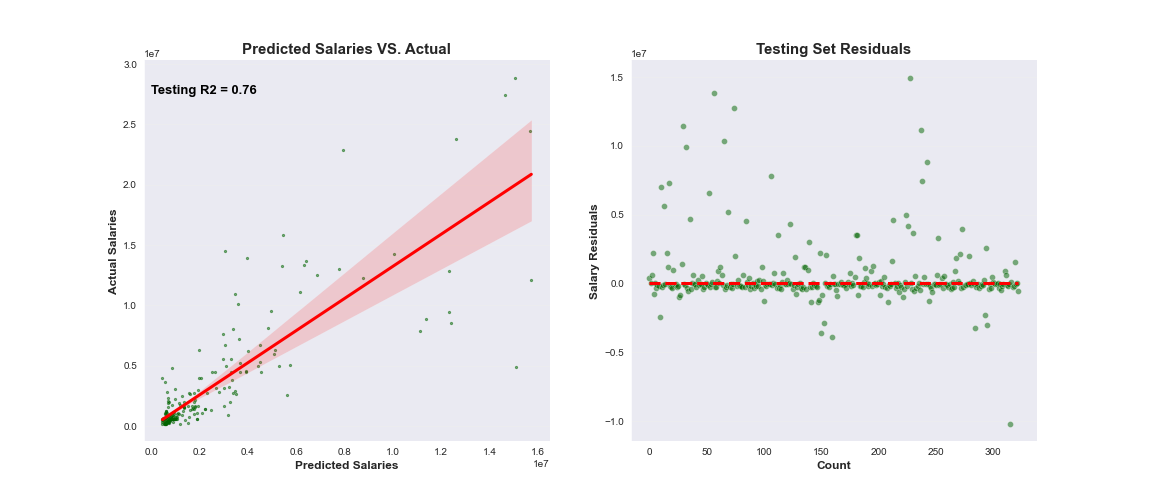 Predicted Salaries VS. Actual
1e7
Testing R2 = 0.76
3.0
2.5
2.0
1.5
1.0
0.5
0.0
Actual Salaries
0.0 0.2 0.4 0.6 0.8 1.0 1.2 1.4 1.6
1e7
Predicted Salaries
Testing Set Residuals
1e7
1.5
1.0
0.5
0.0
−0.5
−1.0
Salary Residuals
0 50 100 150 200 250 300
Count